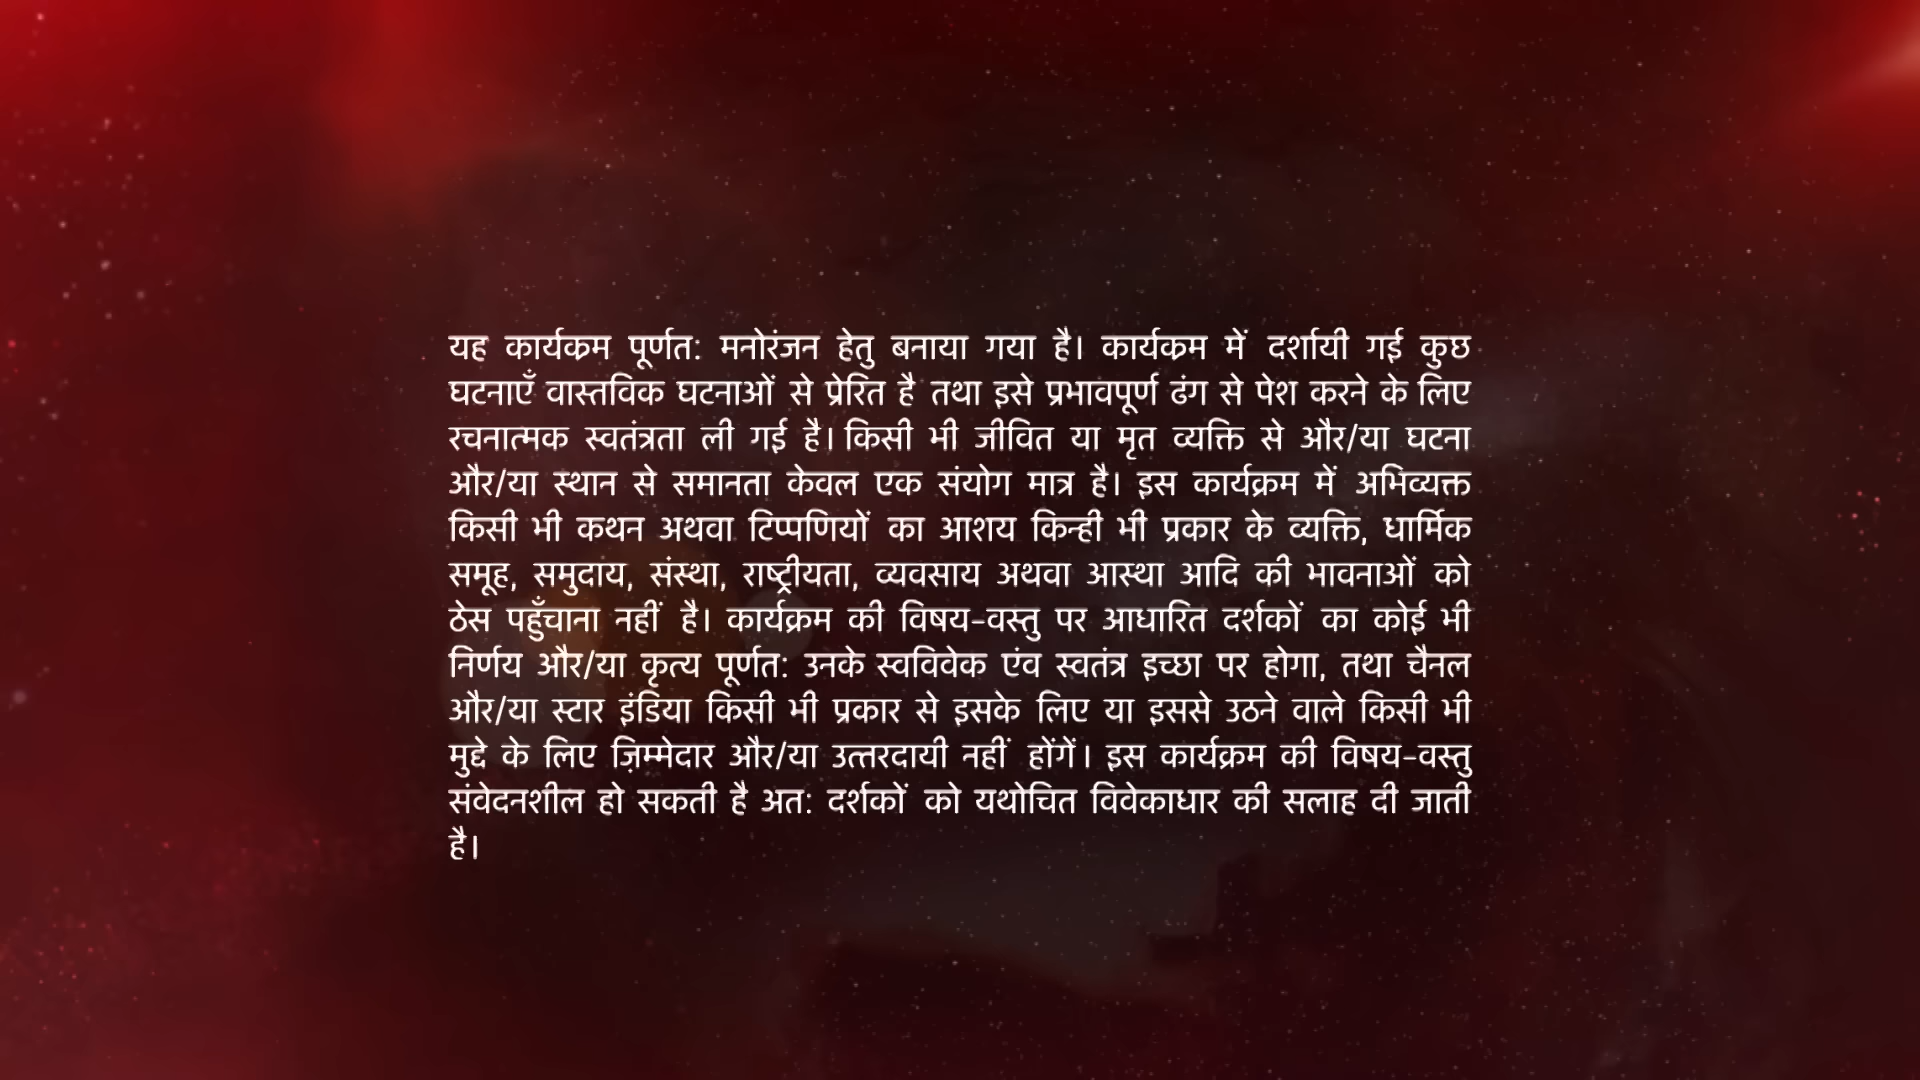 यह कार्यक्रम पूर्णत: मनोरंजन हेतु बनाया गया है। कार्यक्रम में दर्शायी गई कुछ
घटनाएँ वास्तविक घटनाओं से प्रेरित है तथा इसे प्रभावपूर्ण ढंग से पेश करने के लिए
रचनात्मक स्वतंत्रता ली गई है। किसी भी जीवित या मृत व्यक्ति से और/या घटना
और/या स्थान से समानता केवल एक संयोग मात्र है। इस कार्यक्रम में अभिव्यक्त
किसी भी कथन अथवा टिप्पणियों का आशय किन्ही भी प्रकार के व्यक्ति, धार्मिक
समूह, समुदाय, संस्था, राष्ट्रीयता, व्यवसाय अथवा आस्था आदि की भावनाओं को
ठेस पहुँचाना नहीं है। कार्यक्रम की विषय-वस्तु पर आधारित दर्शकों का कोई भी
निर्णय और/या कृत्य पूर्णत: उनके स्वविवेक एंव स्वतंत्र इच्छा पर होगा, तथा चैनल
और/या स्टार इंडिया किसी भी प्रकार से इसके लिए या इससे उठने वाले किसी भी
मुद्दे के लिए ज़िम्मेदार और/या उत्तरदायी नहीं होंगें। इस कार्यक्रम की विषय-वस्तु
संवेदनशील हो सकती है अत: दर्शकों को यथोचित विवेकाधार की सलाह दी जाती
है।